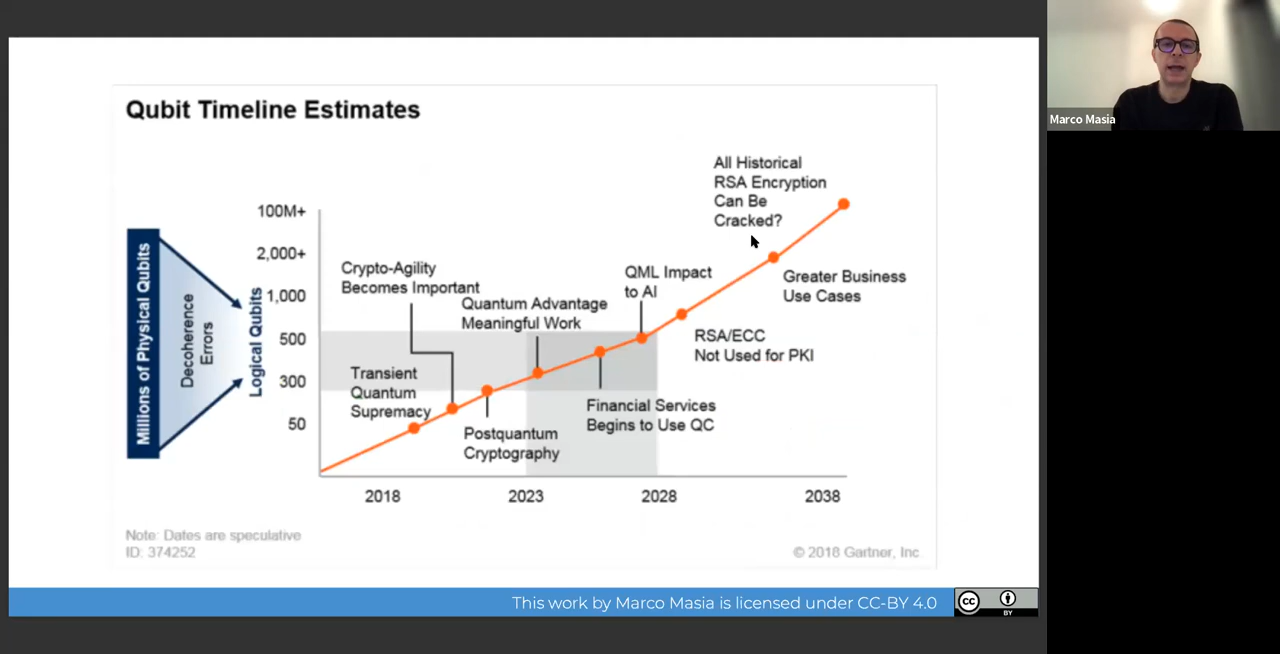 Qubit Timeline Estimates
Millions of Physical Qubits
Decoherence
Errors
Logical Qubits
100M+
2,000+
1,000
500
300
50
Transient
Quantum
Supremacy
Crypto-Agility
Becomes Important
Postquantum
Cryptography
Quantum Advantage
Meaningful Work
Financial Services
Begins to Use QC
QML Impact
to AI
RSA/ECC
Not Used for PKI
All Historical
RSA Encryption
Can Be
Cracked?
Greater Business
Use Cases
2018
2023
2028
2038
Note: Dates are speculative
ID: 374252
© 2018 Gartner, Inc.
This work by Marco Masia is licensed under CC-BY 4.0
cc
BY
Marco Masia